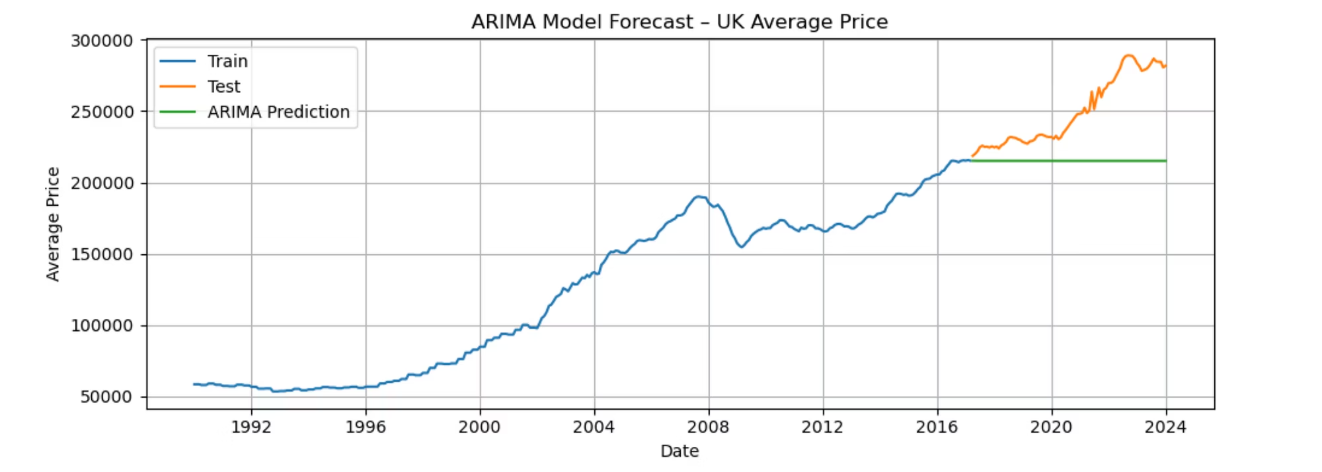 ARIMA Model Forecast – UK Average Price
300000
250000
200000
150000
100000
50000
Average Price
Train
Test
ARIMA Prediction
1992 1996 2000 2004 2008 2012 2016 2020 2024
Date